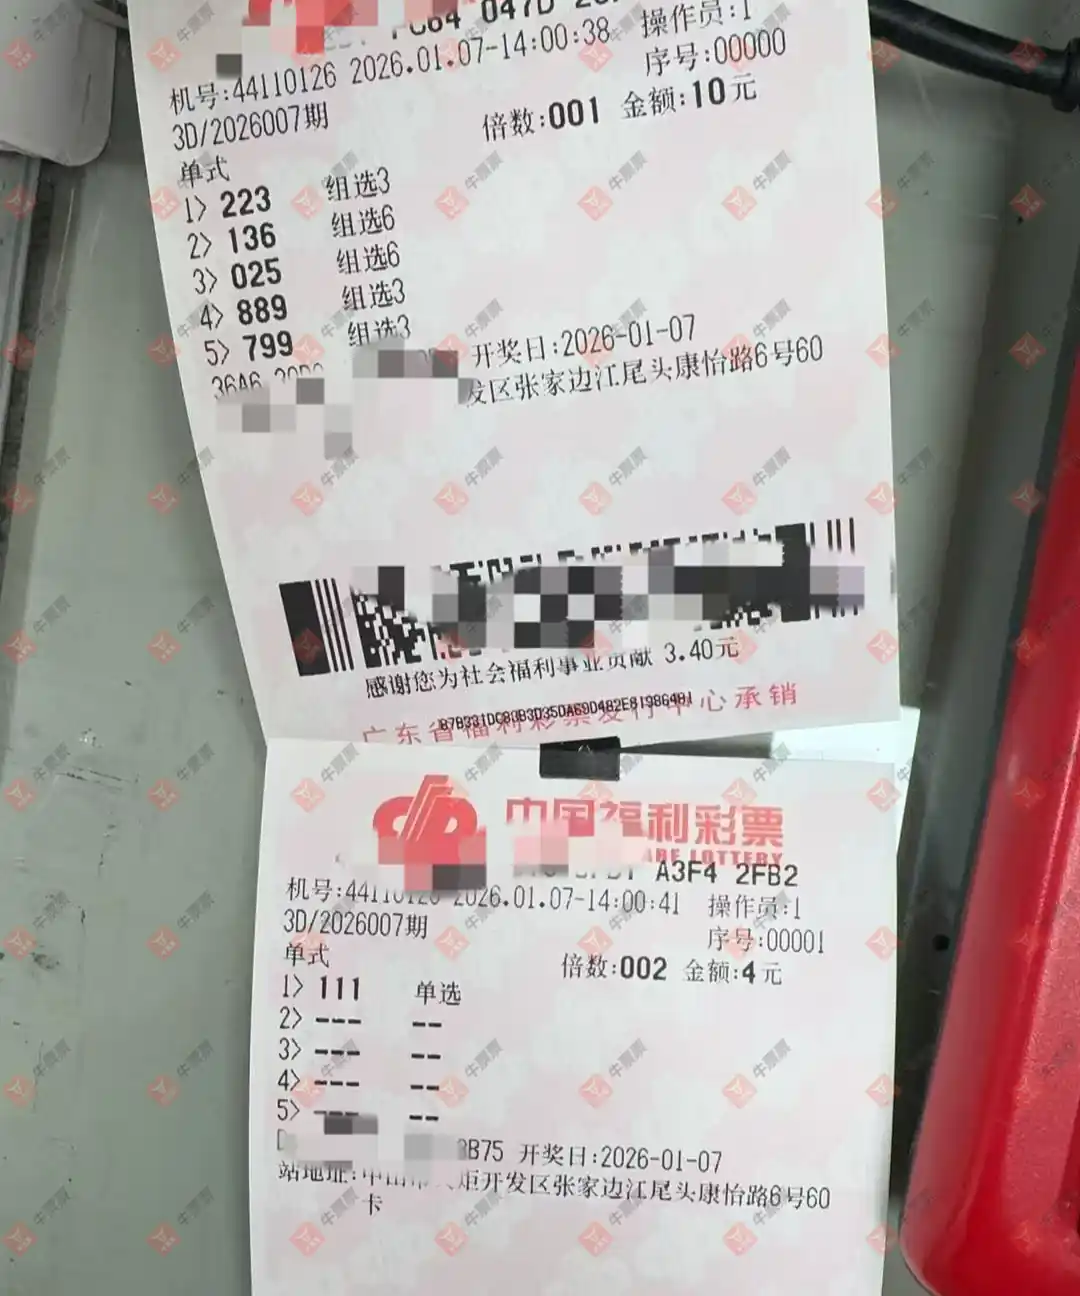 047D
机号:44110126 2026.01.07-14:00:38 操作员:1
序号:00000
3D/2026007期
倍数:001 金额:10元
单式
1> 223 组选3
2> 136 组选6
3> 025 组选6
4> 889 组选3
5> 799 组选3
36A6 开奖日:2026-01-07
发区张家边江尾头康怡路6号60
感谢您为社会福利事业贡献 3.40元
广东省福利彩票发行中心承销
中国福利彩票
LOTTERY
A3F4 2FB2
机号: 2026.01.07-14:00:41 操作员:1
3D/2026007期 序号:00001
单式 倍数:002 金额:4元
1> 111 单选
2> --- --
3> --- --
4> --- --
5> --- --
B75 开奖日:2026-01-07
站地址: 炬开发区张家边江尾头康怡路6号60
卡
牛票票